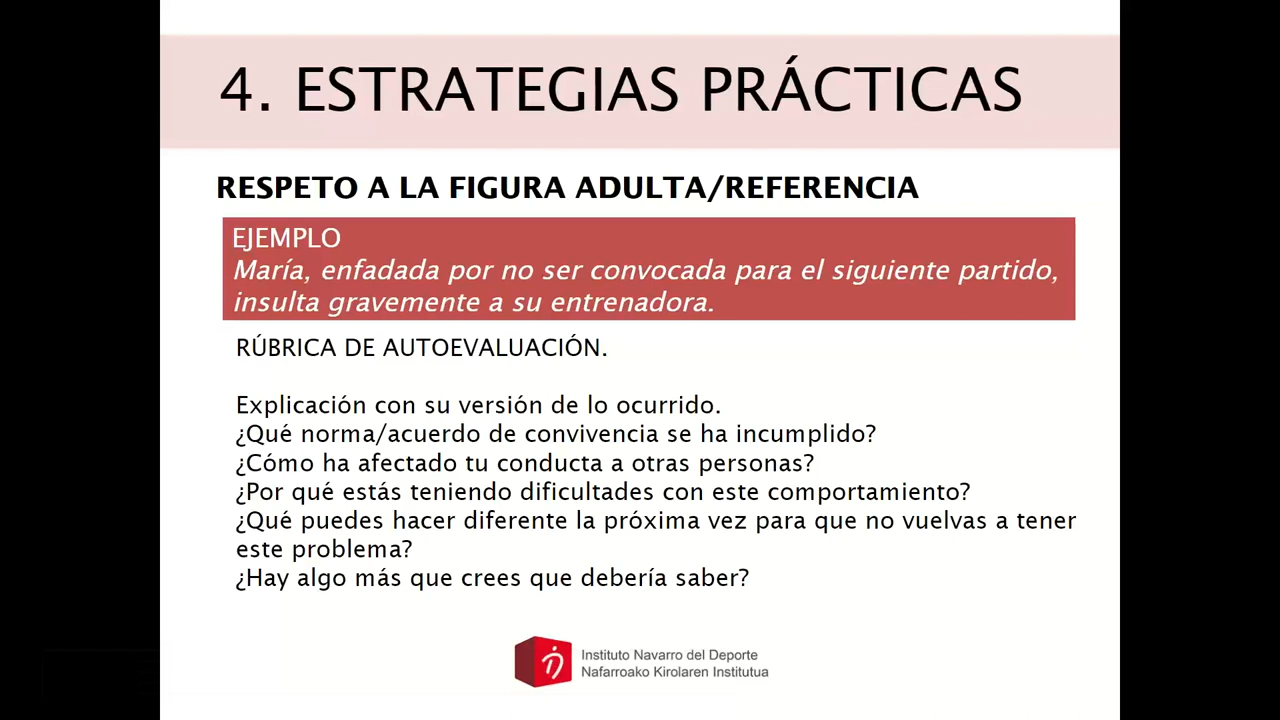 4. ESTRATEGIAS PRÁCTICAS
RESPETO A LA FIGURA ADULTA/REFERENCIA
EJEMPLO
María, enfadada por no ser convocada para el siguiente partido,
insulta gravemente a su entrenadora.
RÚBRICA DE AUTOEVALUACIÓN.
Explicación con su versión de lo ocurrido.
¿Qué norma/acuerdo de convivencia se ha incumplido?
¿Cómo ha afectado tu conducta a otras personas?
¿Por qué estás teniendo dificultades con este comportamiento?
¿Qué puedes hacer diferente la próxima vez para que no vuelvas a tener
este problema?
¿Hay algo más que crees que debería saber?
Instituto Navarro del Deporte
Nafarroako Kirolaren Institutua